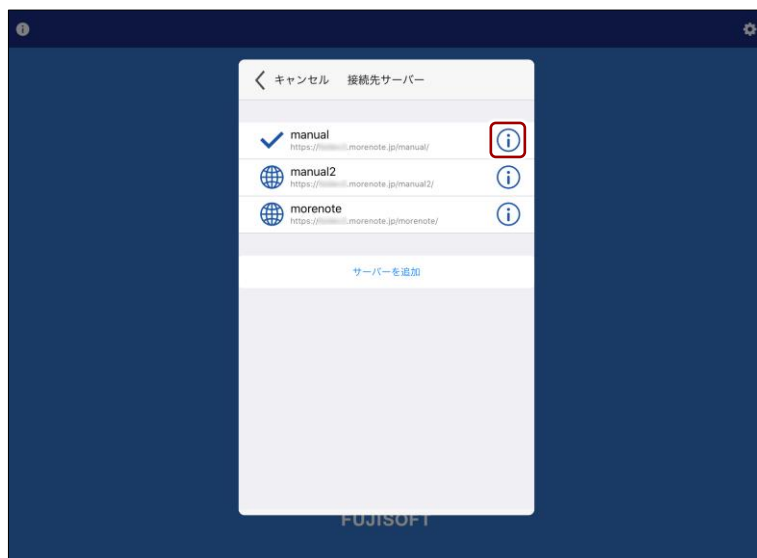 キャンセル 接続先サーバー
manual
https:// .morenote.jp/manual/
manual2
https:// .morenote.jp/manual2/
morenote
https:// .morenote.jp/morenote/
サーバーを追加
FUJISOFT